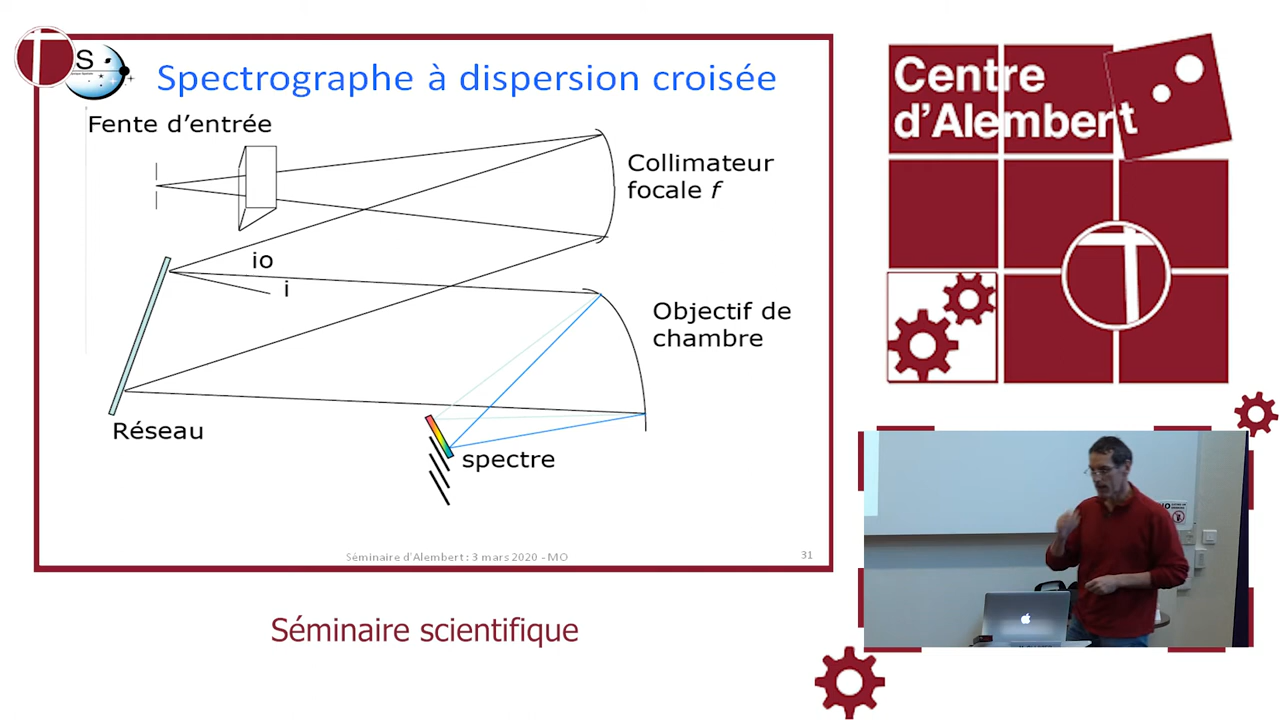 S
Spectrographe à dispersion croisée
Fente d’entrée
Collimateur
focale f
io
i
Objectif de
chambre
Réseau
spectre
Séminaire d’Alembert : 3 mars 2020 - MO
31
Séminaire scientifique
Centre
d’Alembert